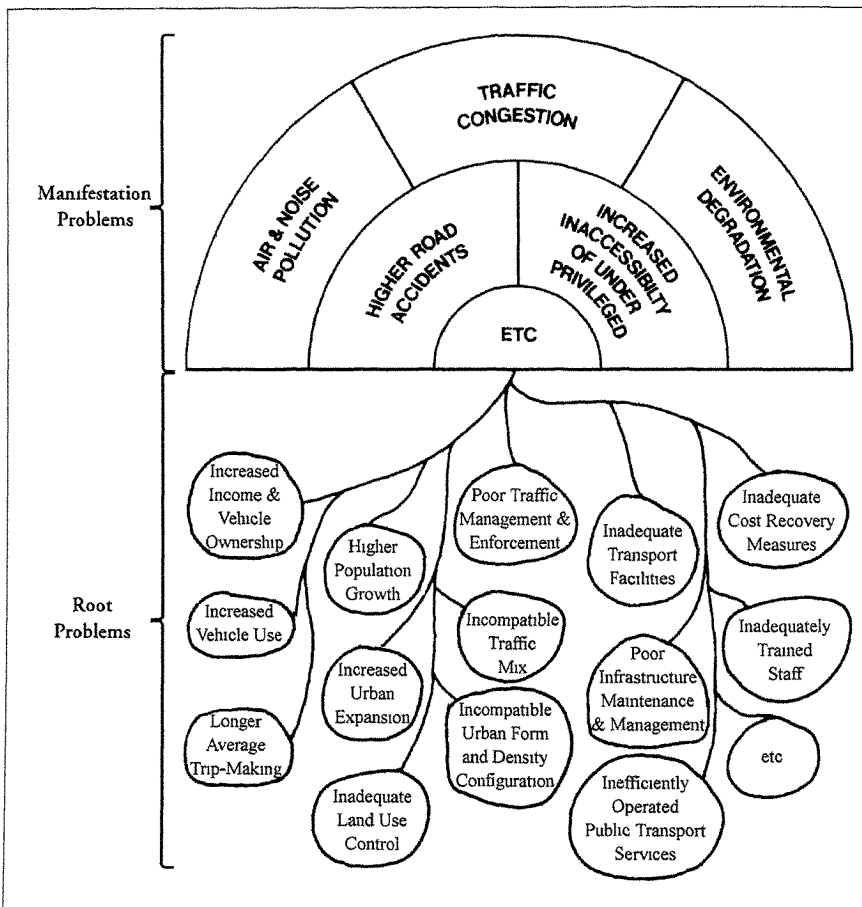 Manifestation
Problems
TRAFFIC
CONGESTION
AIR & NOISE
POLLUTION
ENVIRONMENTAL
DEGRADATION
HIGHER ROAD
ACCIDENTS
INCREASED
INACCESSIBILTY
OF UNDER
PRIVILEGED
ETC
Root
Problems
Increased
Income &
Vehicle
Ownership
Increased
Vehicle Use
Longer
Average
Trip-Making
Higher
Population
Growth
Increased
Urban
Expansion
Inadequate
Land Use
Control
Poor Traffic
Management &
Enforcement
Incompatible
Traffic
Mix
Incompatible
Urban Form
and Density
Configuration
Inadequate
Transport
Facilities
Poor
Infrastructure
Maintenance
& Management
Inefficiently
Operated
Public Transport
Services
Inadequate
Cost Recovery
Measures
Inadequately
Trained
Staff
etc